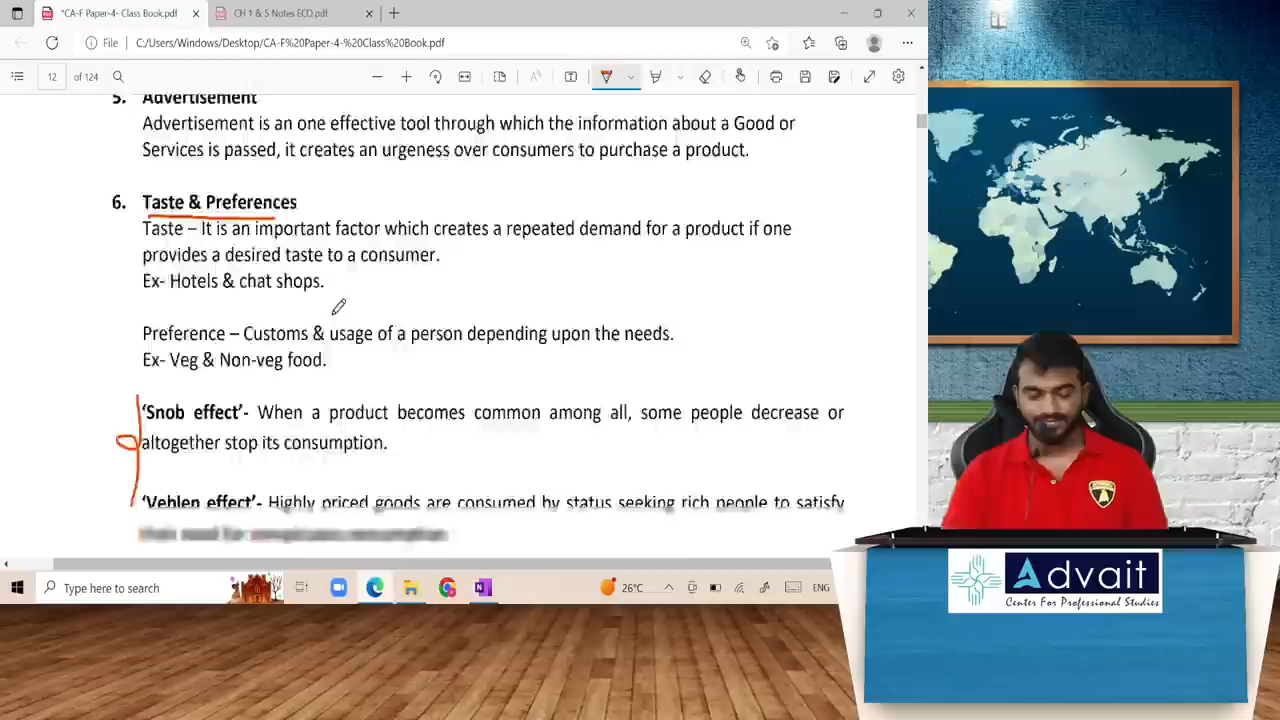 *CA-F Paper-4- Class Book.pdf
CH 1 & 5 Notes ECO.pdf
File
C:/Users/Windows/Desktop/CA-F%20Paper-4-%20Class%20Book.pdf
12 of 124
5. Advertisement
Advertisement is an one effective tool through which the information about a Good or
Services is passed, it creates an urgeness over consumers to purchase a product.
6. Taste & Preferences
Taste – It is an important factor which creates a repeated demand for a product if one
provides a desired taste to a consumer.
Ex- Hotels & chat shops.
Preference – Customs & usage of a person depending upon the needs.
Ex- Veg & Non-veg food.
'Snob effect'- When a product becomes common among all, some people decrease or
altogether stop its consumption.
'Veblen effect'- Highly priced goods are consumed by status seeking rich people to satisfy
Type here to search
26°C
ENG
Advait
Center For Professional Studies